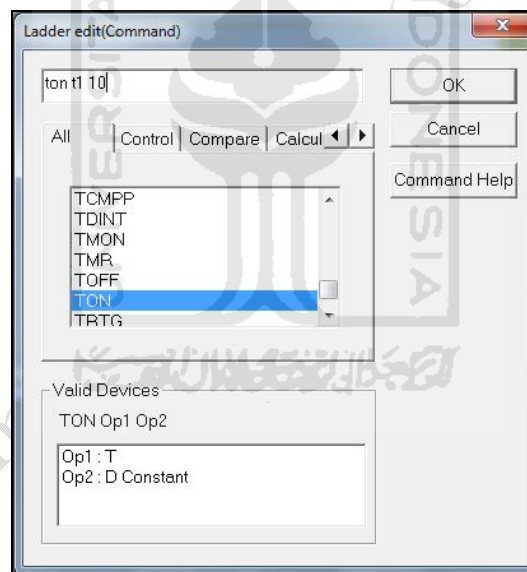 Ladder edit(Command)
ton t1 10
OK
Cancel
Command Help
All Control Compare Calcul
TCMPP
TDINT
TMON
TMR
TOFF
TON
TRTG
Valid Devices
TON Op1 Op2
Op1 : T
Op2 : D Constant